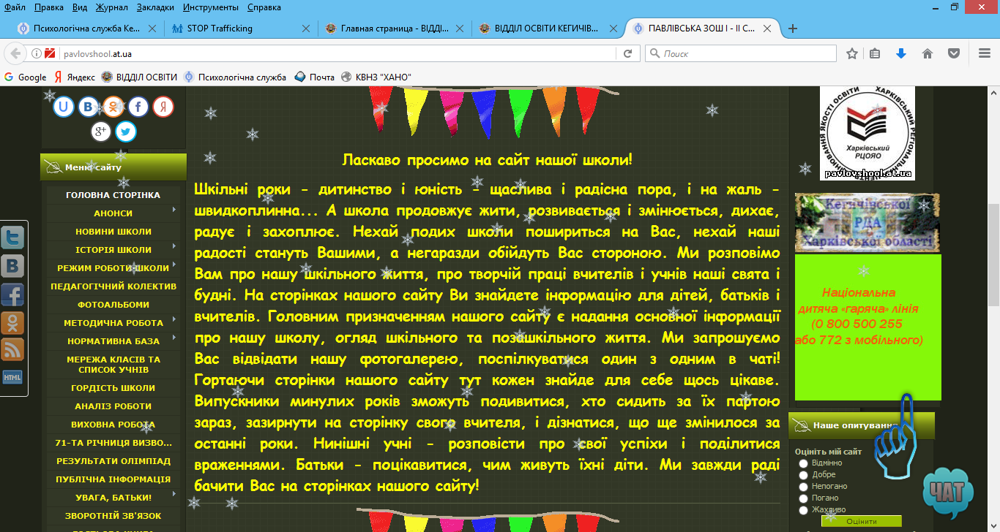 Файл Правка Вид Журнал Закладки Инструменты Справка
Психологічна служба Ке... STOP Trafficking Главная страница - ВІДДІ... ВІДДІЛ ОСВІТИ КЕГИЧІВ... ПАВЛІВСЬКА ЗОШ І - ІІ С...
pavlovshool.at.ua Поиск
Google Яндекс ВІДДІЛ ОСВІТИ Психологічна служба Почта КВНЗ "ХАНО"
Меню сайту
ГОЛОВНА СТОРІНКА
АНОНСИ
НОВИНИ ШКОЛИ
ІСТОРІЯ ШКОЛИ
РЕЖИМ РОБОТИ ШКОЛИ
ПЕДАГОГІЧНИЙ КОЛЕКТИВ
ФОТОАЛЬБОМИ
МЕТОДИЧНА РОБОТА
НОРМАТИВНА БАЗА
МЕРЕЖА КЛАСІВ ТА
СПИСОК УЧНІВ
ГОРДІСТЬ ШКОЛИ
АНАЛІЗ РОБОТИ
ВИХОВНА РОБОТА
71-ТА РІЧНИЦЯ ВИЗВО...
РЕЗУЛЬТАТИ ОЛІМПІАД
ПУБЛІЧНА ІНФОРМАЦІЯ
УВАГА, БАТЬКИ!
ЗВОРОТНІЙ ЗВ'ЯЗОК
HTML
Ласкаво просимо на сайт нашої школи!
Шкільні роки – дитинство і юність – щаслива і радісна пора, і на жаль –
швидкоплинна... А школа продовжує жити, розвивається і змінюється, дихає,
радує і захоплює. Нехай подих школи пошириться на Вас, нехай наші
радості стануть Вашими, а негаразди обійдуть Вас стороною. Ми розповімо
Вам про нашу шкільного життя, про творчій праці вчителів і учнів наші свята і
будні. На сторінках нашого сайту Ви знайдете інформацію для дітей, батьків і
вчителів. Головним призначенням нашого сайту є надання основної інформації
про нашу школу, огляд шкільного та позашкільного життя. Ми запрошуємо
Вас відвідати нашу фотогалерею, поспілкуватися один з одним в чаті!
Гортаючи сторінки нашого сайту тут кожен знайде для себе щось цікаве.
Випускники минулих років зможуть подивитися, хто сидить за їх партою
зараз, зазирнути на сторінку свого вчителя, і дізнатися, що ще змінилося за
останні роки. Нинішні учні – розповісти про свої успіхи і поділитися
враженнями. Батьки – поцікавитися, чим живуть їхні діти. Ми завжди раді
бачити Вас на сторінках нашого сайту!
Харківський
РЦОЯО
pavlovshool.at.ua
Кегичівської
РДА
Харківської області
Національна
дитяча «гаряча» лінія
(0 800 500 255
або 772 з мобільного)
Наше опитування
Оцініть мій сайт
Відмінно
Добре
Непогано
Погано
Жахливо
Оцінити
ЧАТ